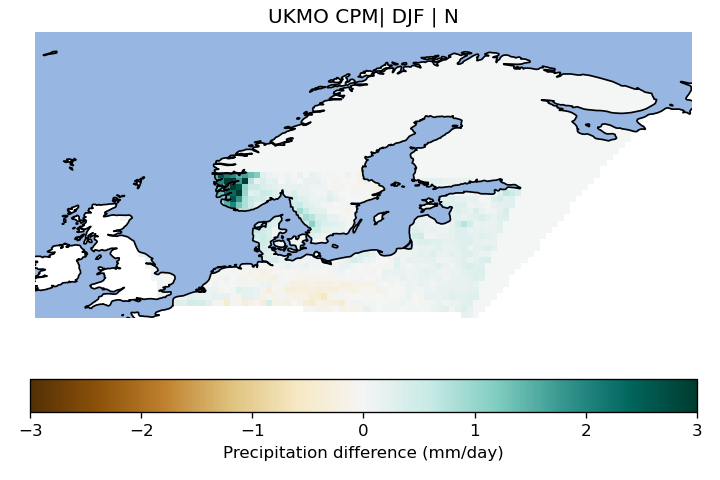 UKMO CPM| DJF | N
−3 −2 −1 0 1 2 3
Precipitation difference (mm/day)